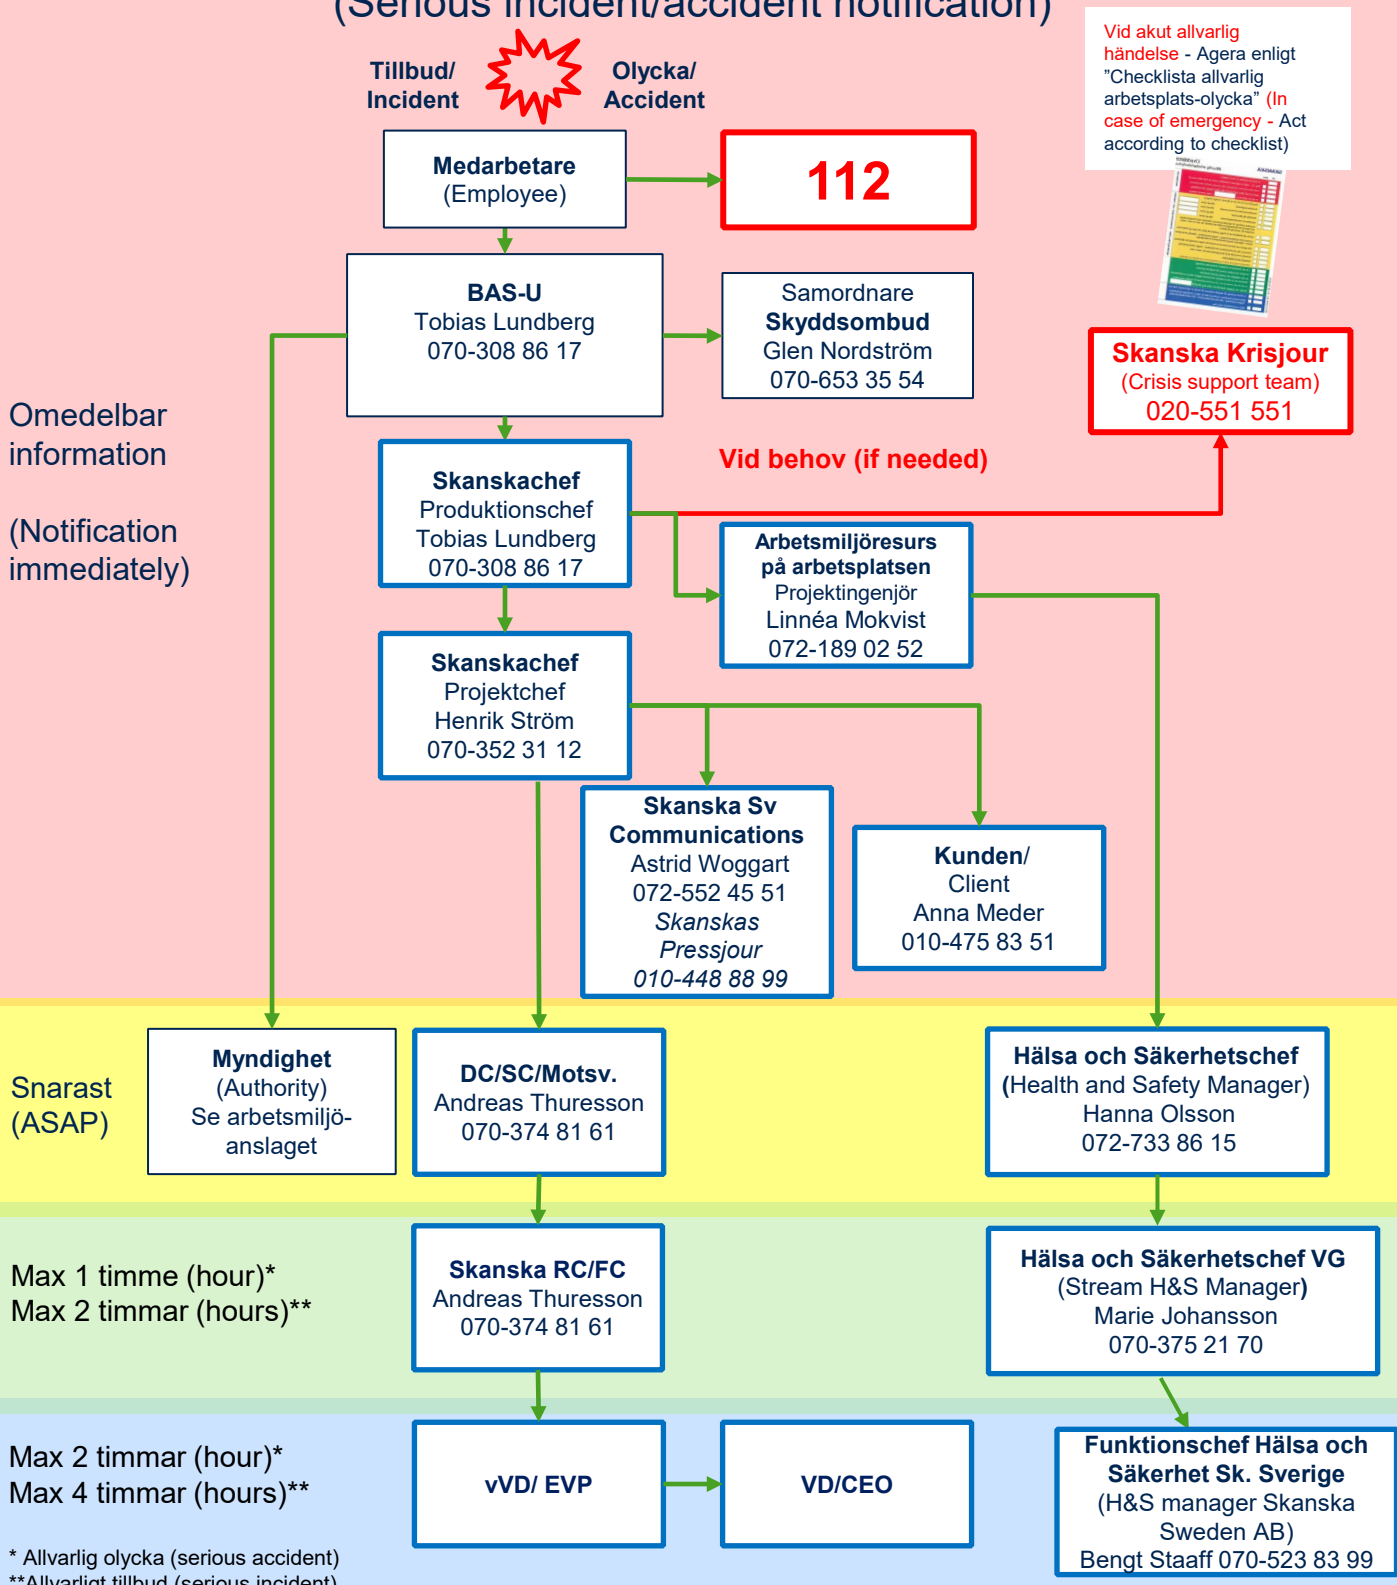 (Serious incident/accident notification)
Tillbud/
Incident
Olycka/
Accident
Vid akut allvarlig
händelse - Agera enligt
"Checklista allvarlig
arbetsplats-olycka” (In
case of emergency - Act
according to checklist)
Medarbetare
(Employee)
112
BAS-U
Tobias Lundberg
070-308 86 17
Samordnare
Skyddsombud
Glen Nordström
070-653 35 54
Skanska Krisjour
(Crisis support team)
020-551 551
Omedelbar
information
(Notification
immediately)
Vid behov (if needed)
Skanskachef
Produktionschef
Tobias Lundberg
070-308 86 17
Arbetsmiljöresurs
på arbetsplatsen
Projektingenjör
Linnéa Mokvist
072-189 02 52
Skanskachef
Projektchef
Henrik Ström
070-352 31 12
Skanska Sv
Communications
Astrid Woggart
072-552 45 51
Skanskas
Pressjour
010-448 88 99
Kunden/
Client
Anna Meder
010-475 83 51
Snarast
(ASAP)
Myndighet
(Authority)
Se arbetsmiljö-
anslaget
DC/SC/Motsv.
Andreas Thuresson
070-374 81 61
Hälsa och Säkerhetschef
(Health and Safety Manager)
Hanna Olsson
072-733 86 15
Max 1 timme (hour)*
Max 2 timmar (hours)**
Skanska RC/FC
Andreas Thuresson
070-374 81 61
Hälsa och Säkerhetschef VG
(Stream H&S Manager)
Marie Johansson
070-375 21 70
Max 2 timmar (hour)*
Max 4 timmar (hours)**
vVD/ EVP
VD/CEO
Funktionschef Hälsa och
Säkerhet Sk. Sverige
(H&S manager Skanska
Sweden AB)
Bengt Staaff 070-523 83 99
* Allvarlig olycka (serious accident)
**Allvarligt tillbud (serious incident)